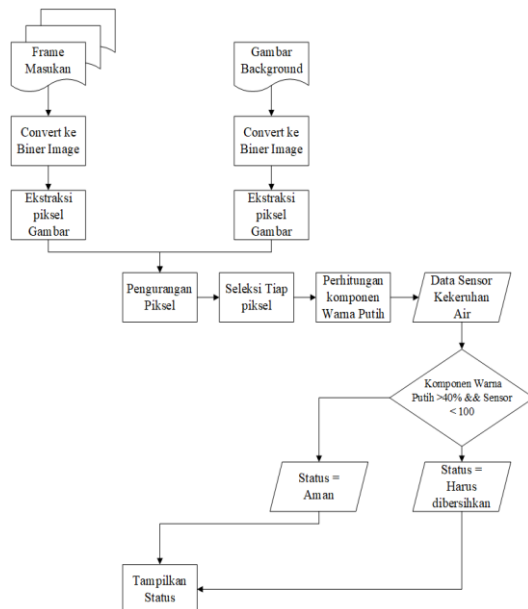 Frame
Masukan
Gambar
Background
Convert ke
Biner Image
Convert ke
Biner Image
Ekstraksi
piksel
Gambar
Ekstraksi
piksel
Gambar
Pengurangan
Piksel
Seleksi Tiap
piksel
Perhitungan
komponen
Warna Putih
Data Sensor
Kekeruhan
Air
Komponen Warna
Putih >40% && Sensor
< 100
Status =
Aman
Status =
Harus
dibersihkan
Tampilkan
Status